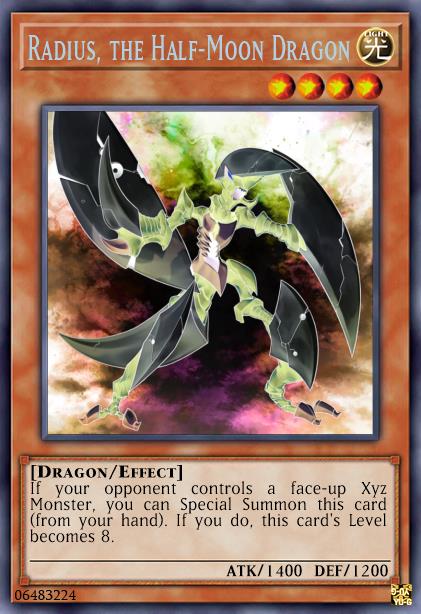 RADIUS, THE HALF-MOON DRAGON
LIGHT
光
[DRAGON/EFFECT]
If your opponent controls a face-up Xyz
Monster, you can Special Summon this card
(from your hand). If you do, this card's Level
becomes 8.
ATK/1400 DEF/1200
06483224